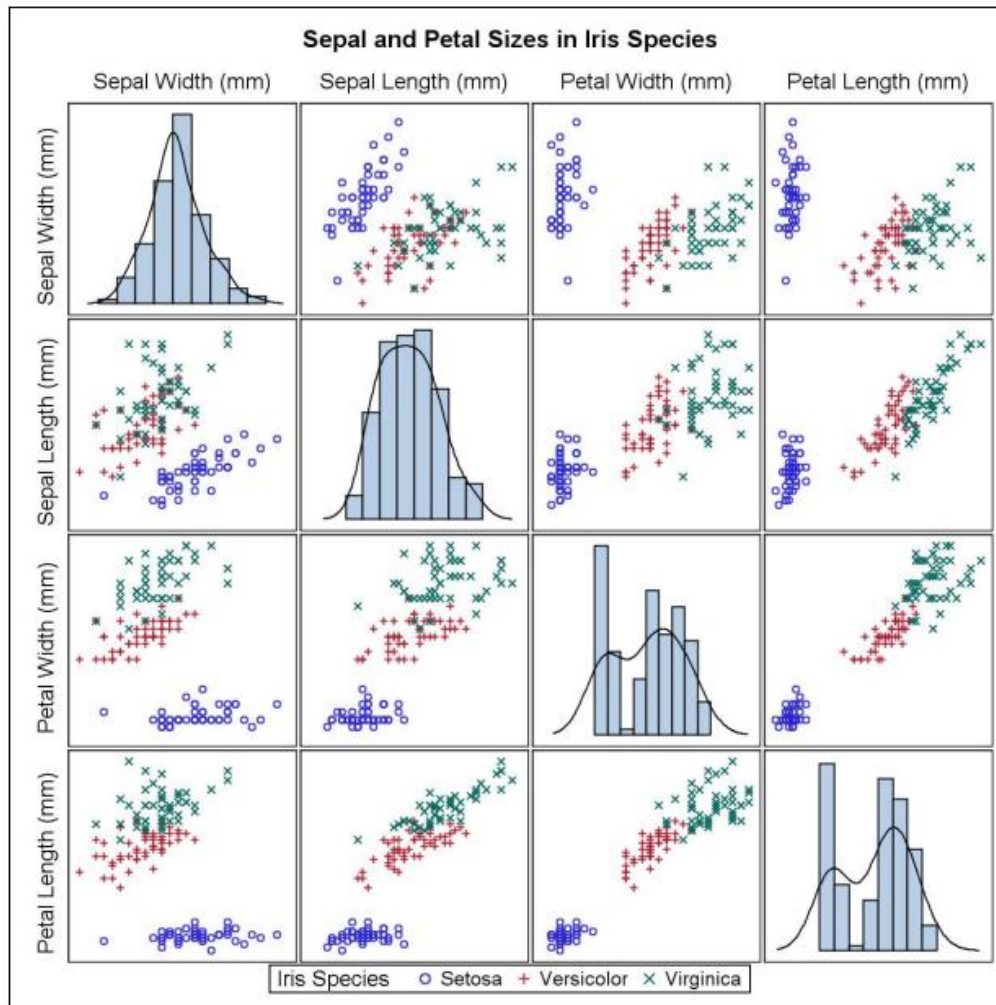 Sepal and Petal Sizes in Iris Species
Sepal Width (mm) Sepal Length (mm) Petal Width (mm) Petal Length (mm)
Sepal Width (mm)
Sepal Length (mm)
Petal Width (mm)
Petal Length (mm)
Iris Species Setosa Versicolor Virginica